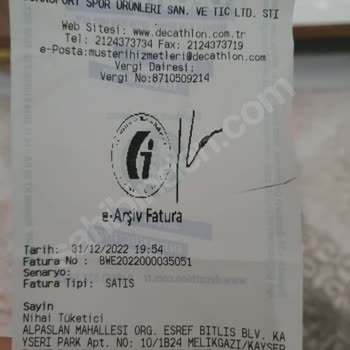 SPOR ÜRÜNLERİ SAN. VE TİC LTD. STI
Web Sitesi: www.decathlon.com.tr
Tel: 2124373734 Fax: 2124373719
e-Posta:musterihizmetleri@decathlon.com
Vergi Dairesi:
Vergi No:8710509214
e-Arşiv Fatura
Tarih: 31/12/2022 19:54
Fatura No : BWE2022000035051
Senaryo:
Fatura Tipi: SATIS
Sayin
Nihai Tüketici
ALPASLAN MAHALLESI ORG. ESREF BITLIS BLV. KA
YSERI PARK Apt. NO: 10/1B24 MELIKGAZI/KAYSER